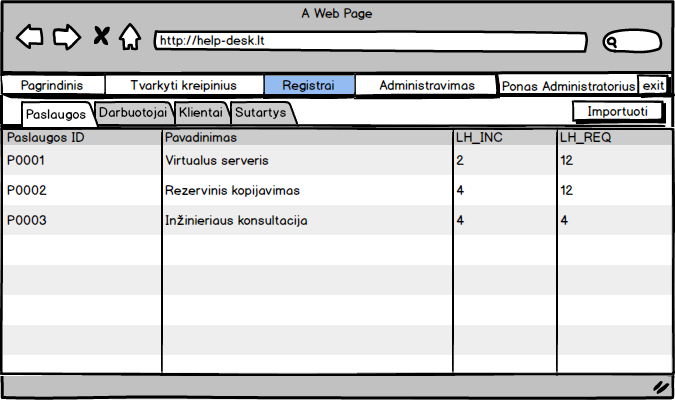 A Web Page
http://help-desk.lt
Pagrindinis Tvarkyti kreipinius Registrai Administravimas Ponas Administratorius exit
Paslaugos Darbuotojai Klientai Sutartys Importuoti
Paslaugos ID Pavadinimas LH_INC LH_REQ
P0001 Virtualus serveris 2 12
P0002 Rezervinis kopijavimas 4 12
P0003 Inžinieriaus konsultacija 4 4